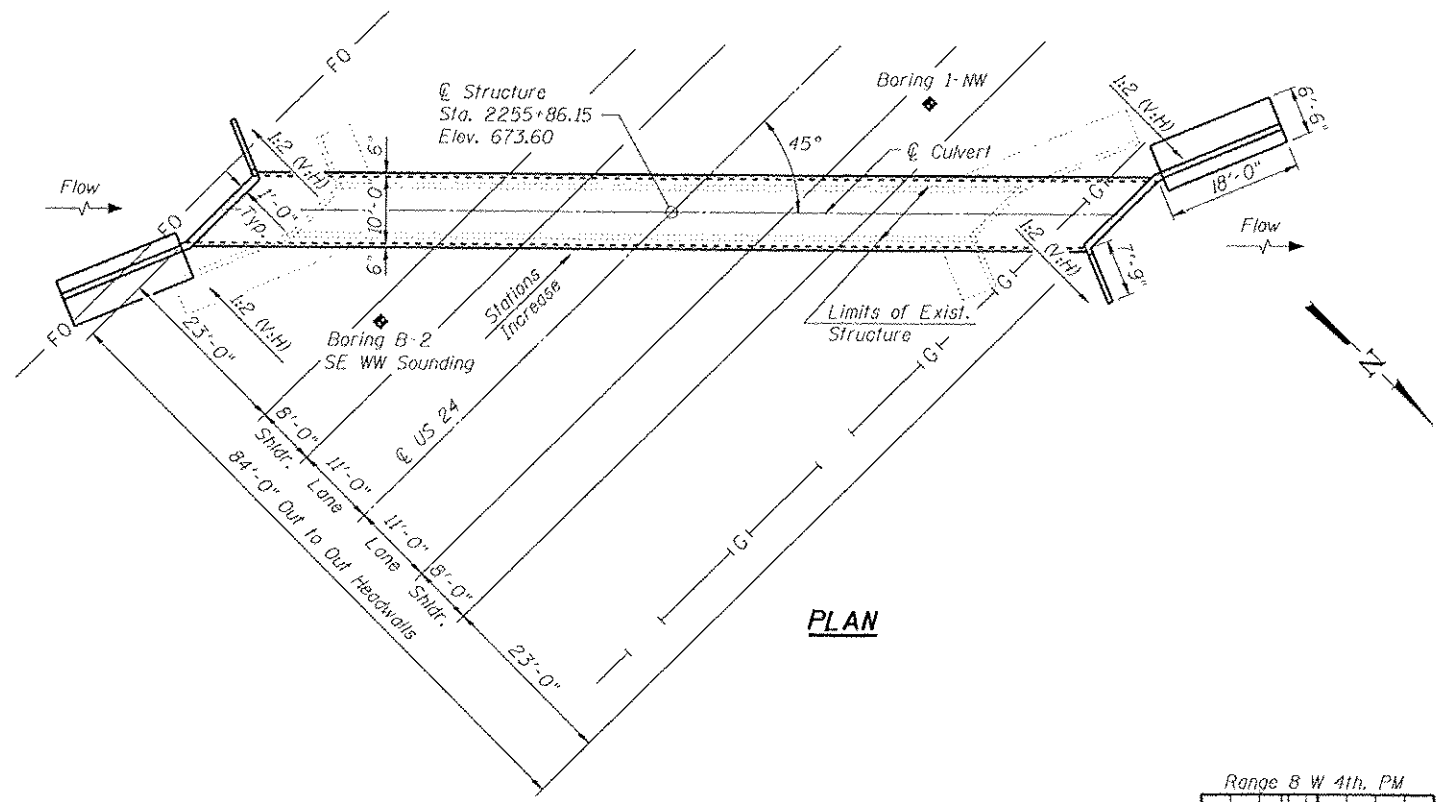 FO
FO
FO
FO
Flow
1:2 (V:H)
1'-0"
Typ.
6"
10'-0"
6"
℄ Structure
Sta. 2255+86.15
Elev. 673.60
45°
Boring 1-NW
℄ Culvert
1:2 (V:H)
6'-6"
18'-0"
Flow
G
1:2 (V:H)
7'-9"
G
Limits of Exist.
Structure
Stations
Increase
1:2 (V:H)
Boring B-2
SE WW Sounding
23'-0"
8'-0"
Shldr.
11'-0"
Lane
℄ US 24
11'-0"
Lane
8'-0"
Shldr.
23'-0"
84'-0" Out to Out Headwalls
G
G
N
PLAN
Range 8 W 4th. PM